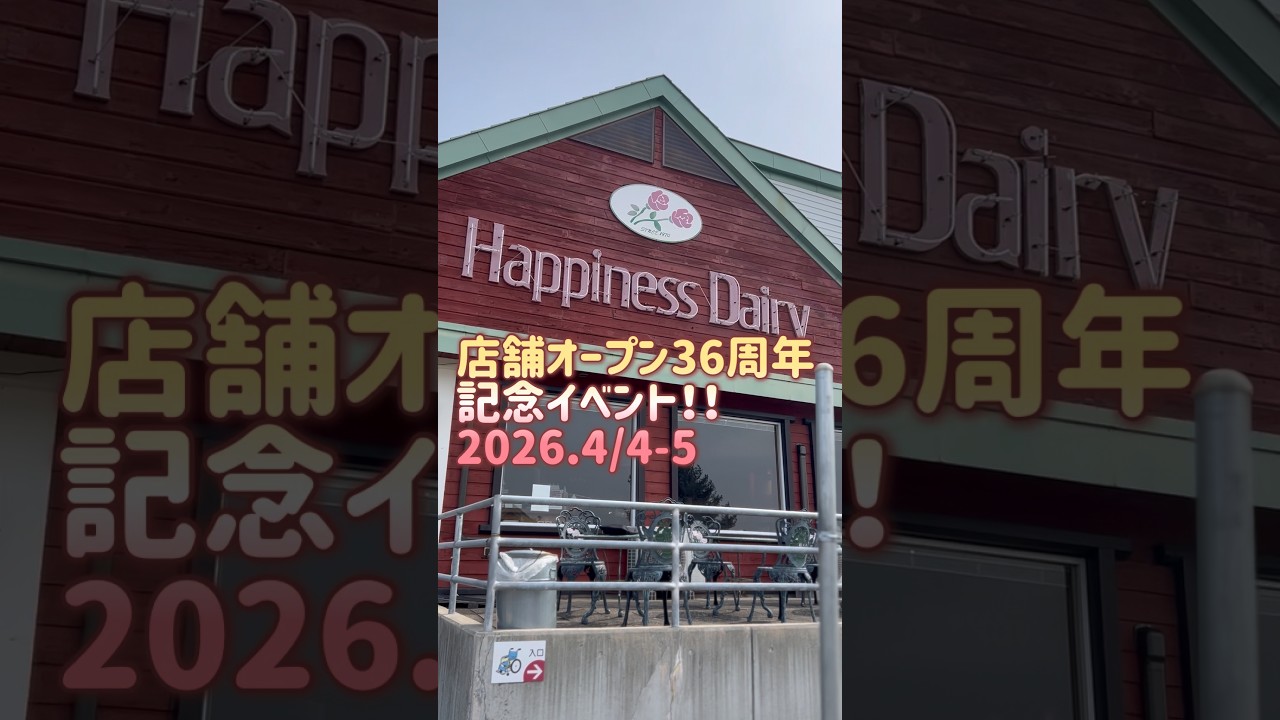 Happiness Dairy
店舗オープン36周年
記念イベント!!
2026.4/4-5
入口